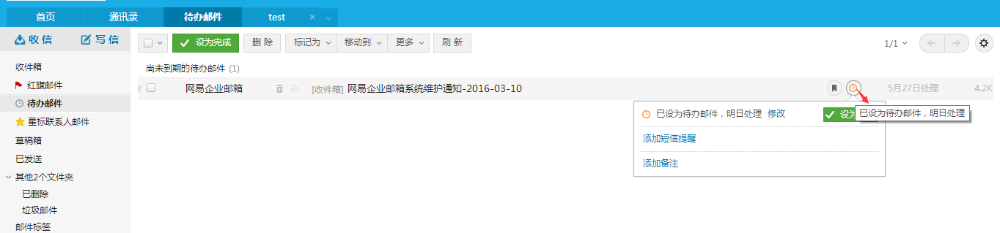 首页 通讯录 待办邮件 test
收信 写信 设为完成 删 除 标记为 移动到 更多 刷 新 1/1
收件箱
红旗邮件
待办邮件
星标联系人邮件
草稿箱
已发送
其他2个文件夹
已删除
垃圾邮件
邮件标签
尚未到期的待办邮件 (1)
网易企业邮箱 [收件箱] 网易企业邮箱系统维护通知-2016-03-10 5月27日处理 4.2K
已设为待办邮件，明日处理 修改 设为
已设为待办邮件，明日处理
添加短信提醒
添加备注